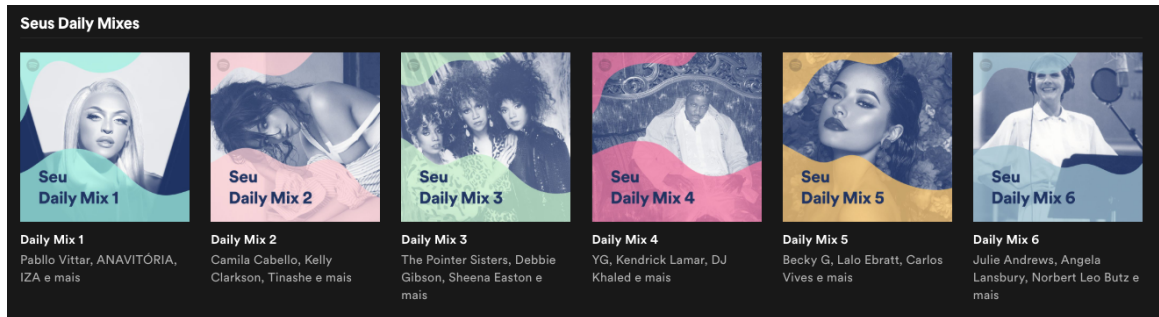 Seus Daily Mixes
Seu
Daily Mix 1
Seu
Daily Mix 2
Seu
Daily Mix 3
Seu
Daily Mix 4
Seu
Daily Mix 5
Seu
Daily Mix 6
Daily Mix 1
Pabllo Vittar, ANAVITÓRIA,
IZA e mais
Daily Mix 2
Camila Cabello, Kelly
Clarkson, Tinashe e mais
Daily Mix 3
The Pointer Sisters, Debbie
Gibson, Sheena Easton e
mais
Daily Mix 4
YG, Kendrick Lamar, DJ
Khaled e mais
Daily Mix 5
Becky G, Lalo Ebratt, Carlos
Vives e mais
Daily Mix 6
Julie Andrews, Angela
Lansbury, Norbert Leo Butz e
mais